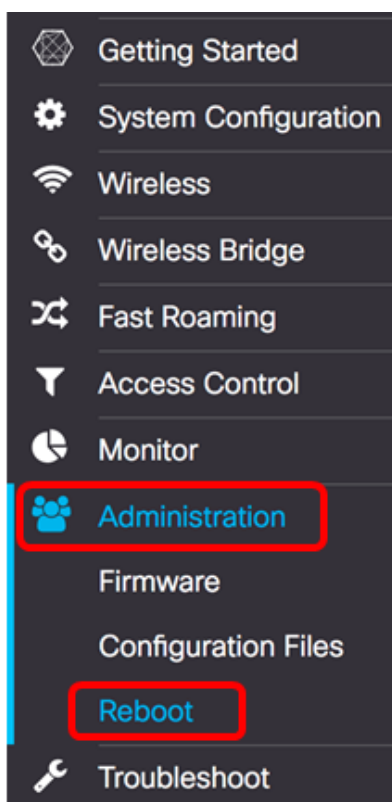 Getting Started
System Configuration
Wireless
Wireless Bridge
Fast Roaming
Access Control
Monitor
Administration
Firmware
Configuration Files
Reboot
Troubleshoot